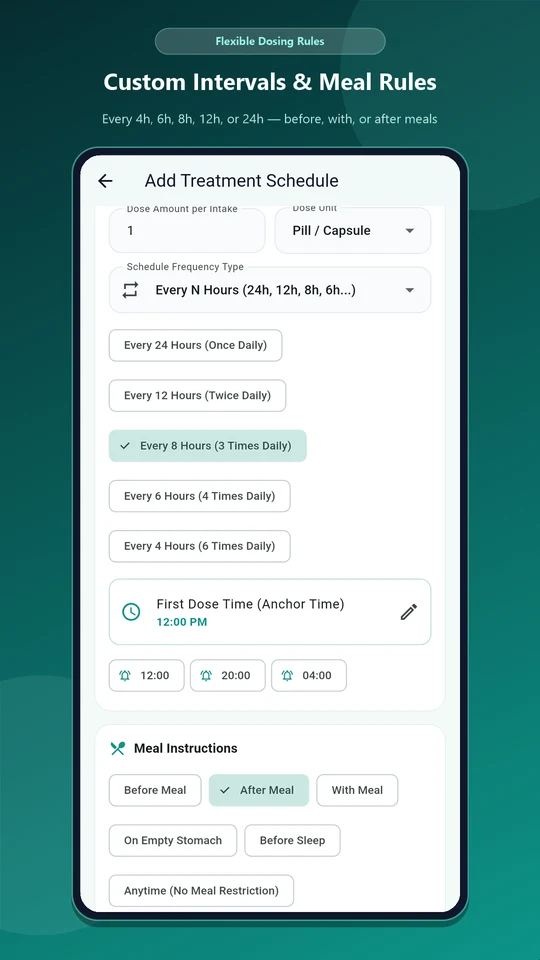 Flexible Dosing Rules
Custom Intervals & Meal Rules
Every 4h, 6h, 8h, 12h, or 24h — before, with, or after meals
Add Treatment Schedule
Dose Amount per Intake
Dose Unit
1
Pill / Capsule
Schedule Frequency Type
Every N Hours (24h, 12h, 8h, 6h...)
Every 24 Hours (Once Daily)
Every 12 Hours (Twice Daily)
Every 8 Hours (3 Times Daily)
Every 6 Hours (4 Times Daily)
Every 4 Hours (6 Times Daily)
First Dose Time (Anchor Time)
12:00 PM
12:00 20:00 04:00
Meal Instructions
Before Meal After Meal With Meal
On Empty Stomach Before Sleep
Anytime (No Meal Restriction)